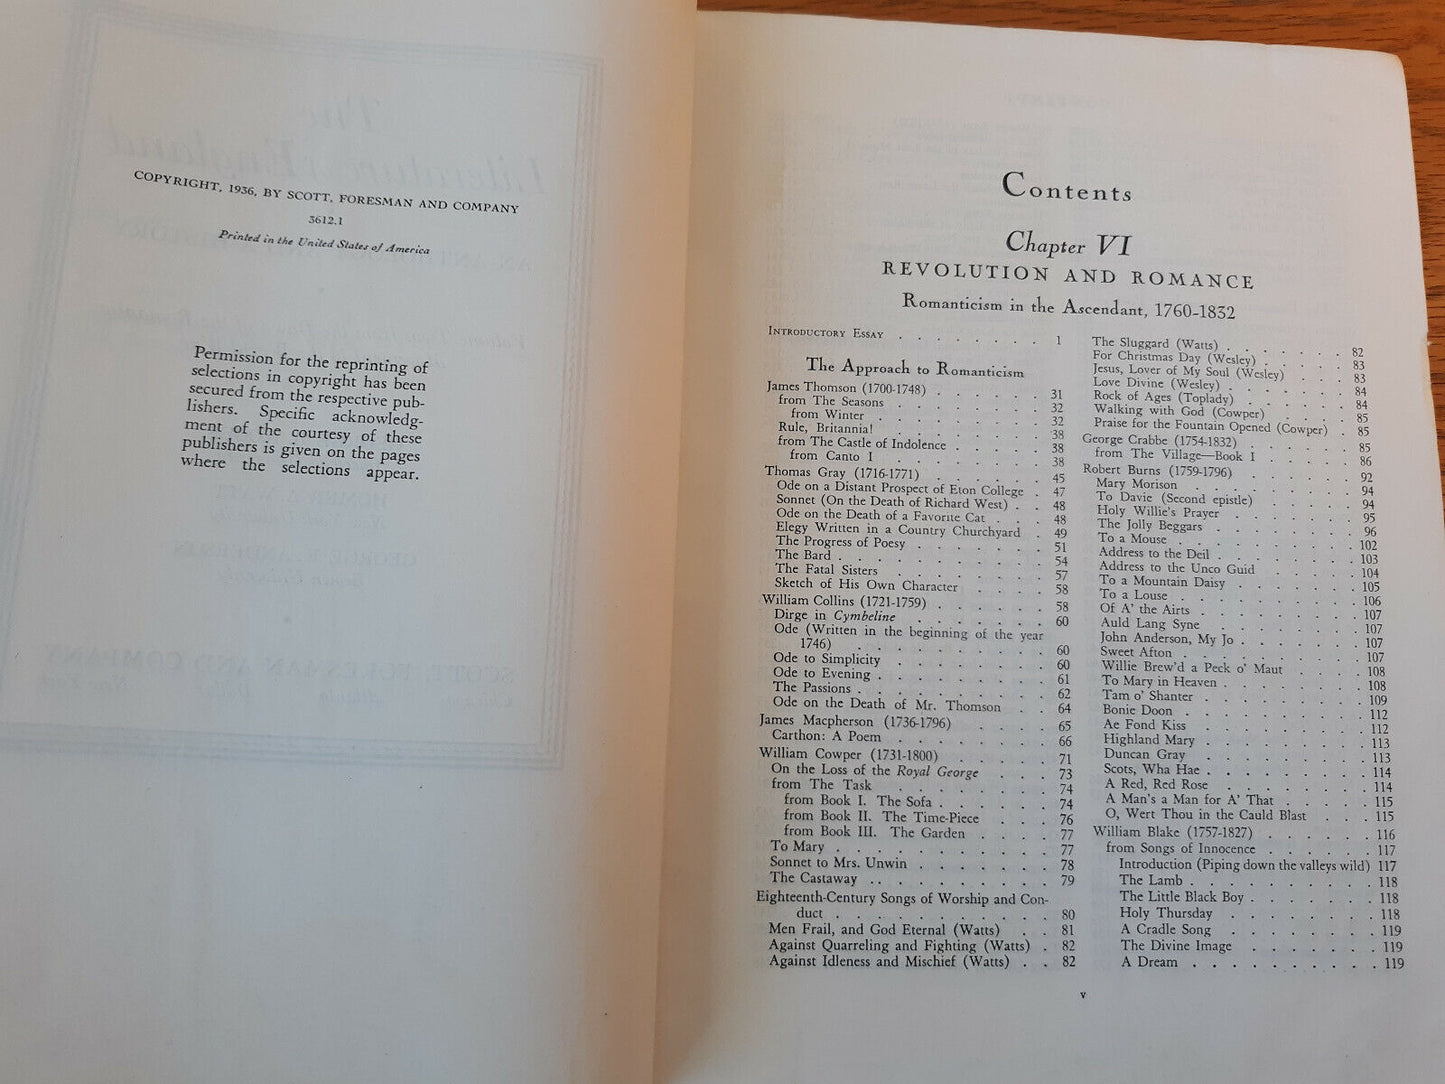 COPYRIGHT, 1936, BY SCOTT, FORESMAN AND COMPANY
3612.1
Printed in the United States of America
Permission for the reprinting of
selections in copyright has been
secured from the respective pub-
lishers. Specific acknowledg-
ment of the courtesy of these
publishers is given on the pages
where the selections appear.
Contents
Chapter VI
REVOLUTION AND ROMANCE
Romanticism in the Ascendant, 1760-1832
INTRODUCTORY ESSAY . . . . . . . . 1
The Approach to Romanticism
James Thomson (1700-1748) . . . . . . 31
from The Seasons . . . . . . . . 32
from Winter . . . . . . . . 32
Rule, Britannia! . . . . . . . . 38
from The Castle of Indolence . . . . . 38
from Canto I . . . . . . . . 38
Thomas Gray (1716-1771) . . . . . . 45
Ode on a Distant Prospect of Eton College . 47
Sonnet (On the Death of Richard West) . . 48
Ode on the Death of a Favorite Cat . . . 48
Elegy Written in a Country Churchyard . 49
The Progress of Poesy . . . . . . . 51
The Bard . . . . . . . . . . 54
The Fatal Sisters . . . . . . . . 57
Sketch of His Own Character . . . . 58
William Collins (1721-1759) . . . . . . 58
Dirge in Cymbeline . . . . . . . 60
Ode (Written in the beginning of the year
1746) . . . . . . . . . . 60
Ode to Simplicity . . . . . . . . 60
Ode to Evening . . . . . . . . . 61
The Passions . . . . . . . . . . 62
Ode on the Death of Mr. Thomson . . 64
James Macpherson (1736-1796) . . . . . 65
Carthon: A Poem . . . . . . . . 66
William Cowper (1731-1800) . . . . . . 71
On the Loss of the Royal George . . . 73
from The Task . . . . . . . . 74
from Book I. The Sofa . . . . . . 74
from Book II. The Time-Piece . . . 76
from Book III. The Garden . . . . 77
To Mary . . . . . . . . . . . 77
Sonnet to Mrs. Unwin . . . . . . . 78
The Castaway . . . . . . . . . . 79
Eighteenth-Century Songs of Worship and Con-
duct . . . . . . . . . . . . 80
Men Frail, and God Eternal (Watts) . . 81
Against Quarreling and Fighting (Watts) . 82
Against Idleness and Mischief (Watts) . . 82
The Sluggard (Watts) . . . . . . . 82
For Christmas Day (Wesley) . . . . . 83
Jesus, Lover of My Soul (Wesley) . . . 83
Love Divine (Wesley) . . . . . . . 84
Rock of Ages (Toplady) . . . . . . 84
Walking with God (Cowper) . . . . . 85
Praise for the Fountain Opened (Cowper) . 85
George Crabbe (1754-1832) . . . . . . 85
from The Village—Book I . . . . . 86
Robert Burns (1759-1796) . . . . . . 92
Mary Morison . . . . . . . . . 94
To Davie (Second epistle) . . . . . . 94
Holy Willie's Prayer . . . . . . . 95
The Jolly Beggars . . . . . . . . 96
To a Mouse . . . . . . . . . . 102
Address to the Deil . . . . . . . . 103
Address to the Unco Guid . . . . . 104
To a Mountain Daisy . . . . . . . 105
To a Louse . . . . . . . . . . 106
Of A' the Airts . . . . . . . . . 107
Auld Lang Syne . . . . . . . . 107
John Anderson, My Jo . . . . . . . 107
Sweet Afton . . . . . . . . . . 107
Willie Brew'd a Peck o' Maut . . . . 108
To Mary in Heaven . . . . . . . . 108
Tam o' Shanter . . . . . . . . . 109
Bonie Doon . . . . . . . . . . 112
Ae Fond Kiss . . . . . . . . . 112
Highland Mary . . . . . . . . . 113
Duncan Gray . . . . . . . . . 113
Scots, Wha Hae . . . . . . . . . 114
A Red, Red Rose . . . . . . . . 114
A Man's a Man for A' That . . . . . 115
O, Wert Thou in the Cauld Blast . . . 115
William Blake (1757-1827) . . . . . . 116
from Songs of Innocence . . . . . . 117
Introduction (Piping down the valleys wild) 117
The Lamb . . . . . . . . . . 118
The Little Black Boy . . . . . . . 118
Holy Thursday . . . . . . . . 118
A Cradle Song . . . . . . . . 119
The Divine Image . . . . . . . 119
A Dream . . . . . . . . . . 119
v